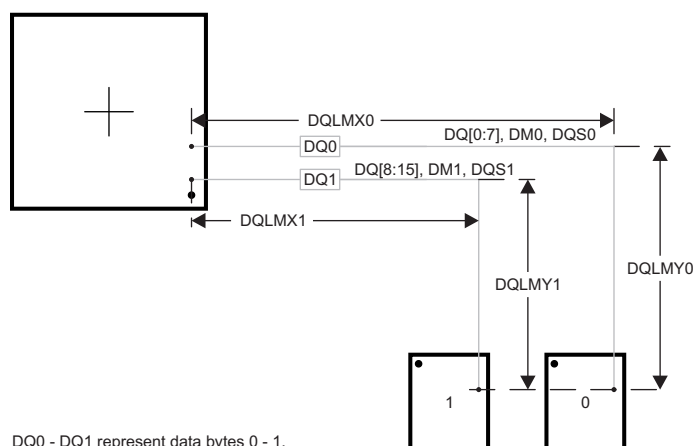 DQLMX0
DQ[0:7], DM0, DQS0
DQ0
DQ[8:15], DM1, DQS1
DQ1
DQLMX1
DQLMY0
DQLMY1
1
0
DQ0 - DQ1 represent data bytes 0 - 1.